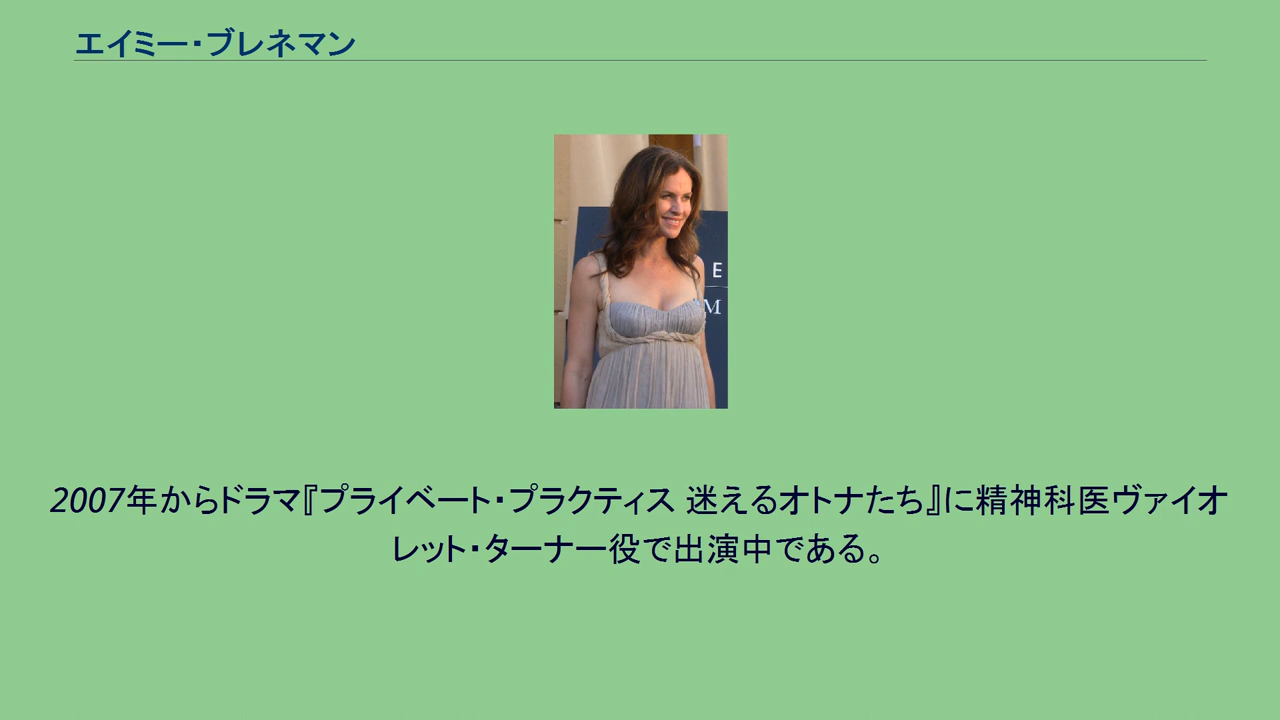 エイミー・ブレネマン
E
M
2007年からドラマ『プライベート・プラクティス 迷えるオトナたち』に精神科医ヴァイオ
レット・ターナー役で出演中である。